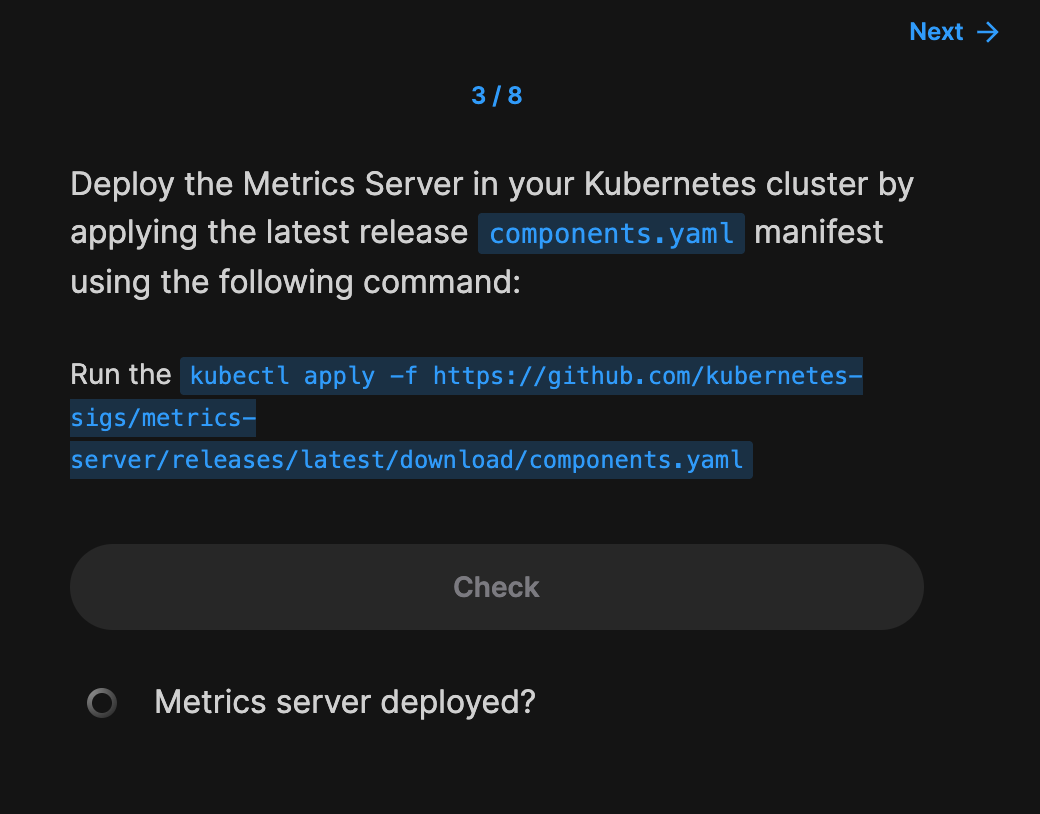 Next →
3 / 8
Deploy the Metrics Server in your Kubernetes cluster by
applying the latest release components.yaml manifest
using the following command:
Run the kubectl apply -f https://github.com/kubernetes-
sigs/metrics-
server/releases/latest/download/components.yaml
Check
Metrics server deployed?